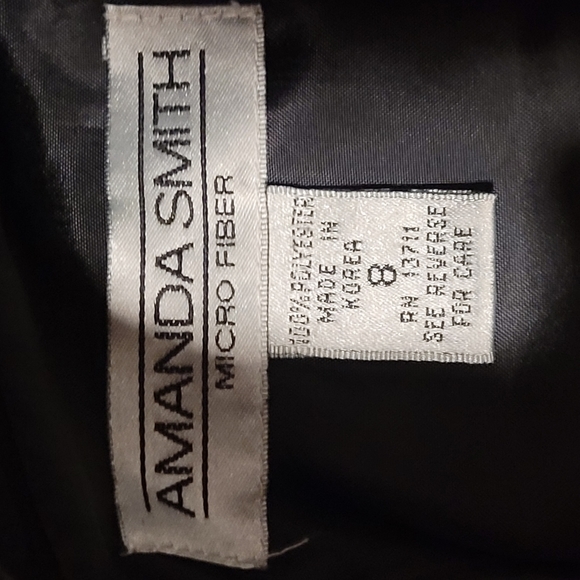 AMANDA SMITH
MICRO FIBER
100% POLYESTER
MADE IN
KOREA
8
RN 13711
SEE REVERSE
FOR CARE